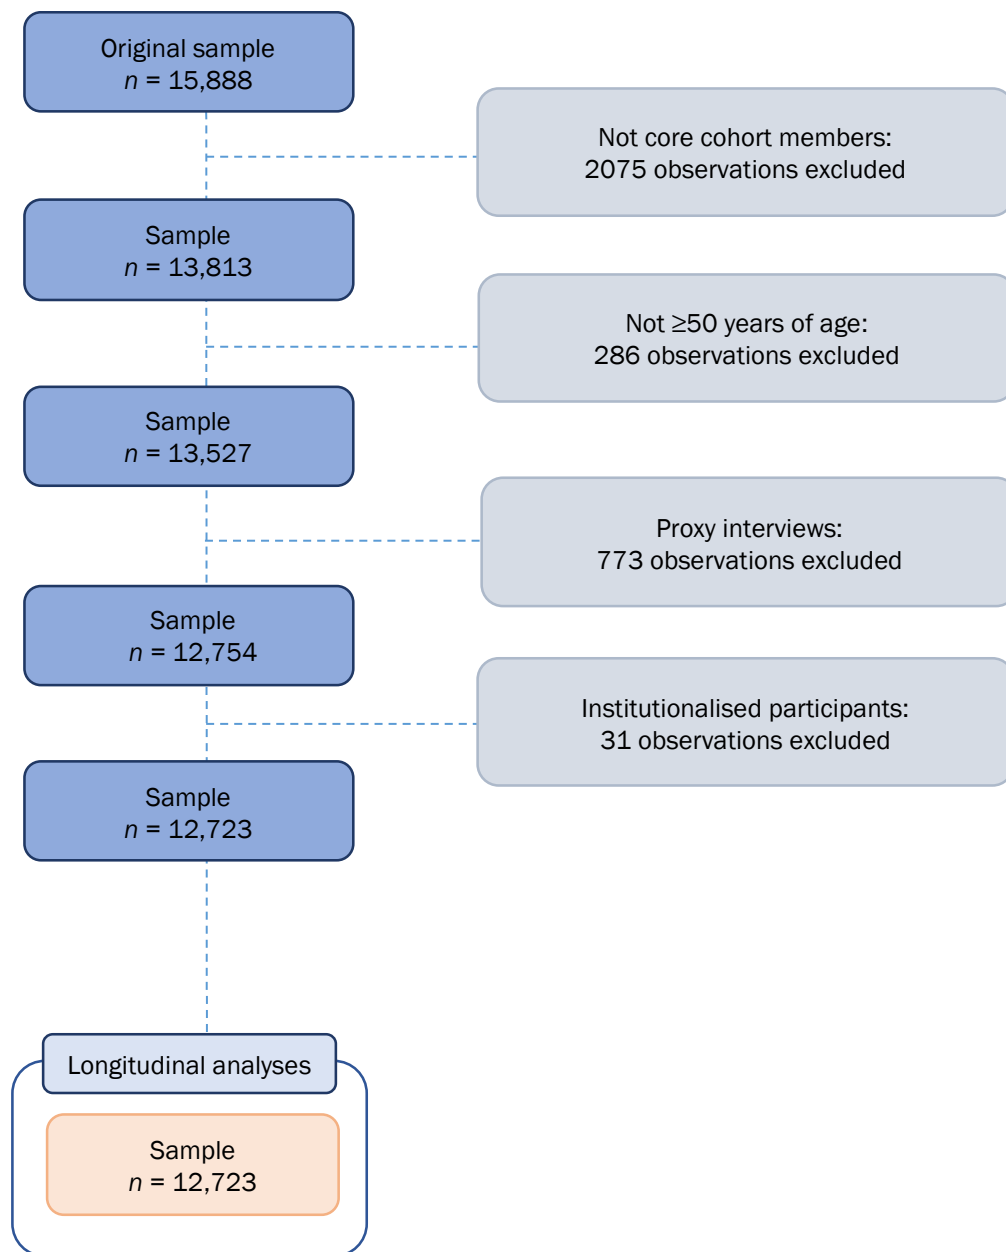 Original sample
n = 15,888
Not core cohort members:
2075 observations excluded
Sample
n = 13,813
Not ≥50 years of age:
286 observations excluded
Sample
n = 13,527
Proxy interviews:
773 observations excluded
Sample
n = 12,754
Institutionalised participants:
31 observations excluded
Sample
n = 12,723
Longitudinal analyses
Sample
n = 12,723